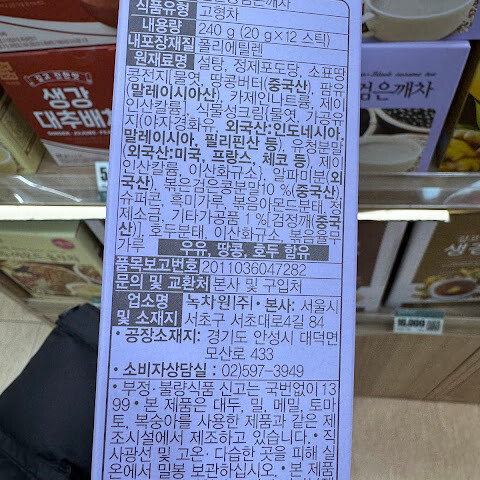 식품유형 고형차
내용량 240 g (20 g×12 스틱)
내포장재질 폴리에틸렌
원재료명 설탕, 정제포도당, 소표땅
콩전지[물엿, 땅콩버터(중국산), 팜유
(말레이시아산), 카제인나트륨, 제이
인산칼륨], 식물성크림[물엿, 가공유
지(야자경화유, 외국산:인도네시아,
말레이시아, 필리핀산 등), 유청분말
(외국산:미국, 프랑스, 체코 등), 제이
인산칼륨, 이산화규소], 알파미분(외
국산), 볶은검은콩분말10 %(중국산),
슈퍼콘, 흑미가루, 볶음아몬드분태, 정
제소금, 기타가공품 1 %[검정깨(중국
산)], 호두분태, 이산화규소, 볶음율무
가루 우유, 땅콩, 호두 함유
품목보고번호 2011036047282
문의 및 교환처 본사 및 구입처
업소명 및 소재지
녹차원(주) • 본사: 서울시
서초구 서초대로4길 84
• 공장소재지: 경기도 안성시 대덕면
모산로 433
• 소비자상담실 : 02)597-3949
• 부정·불량식품 신고는 국번없이 13
99 • 본 제품은 대두, 밀, 메밀, 토마
토, 복숭아를 사용한 제품과 같은 제
조시설에서 제조하고 있습니다. • 직
사광선 및 고온·다습한 곳을 피해 실
온에서 밀봉 보관하십시오. • 본 제품
생강
대추배차
검은깨차
10,000